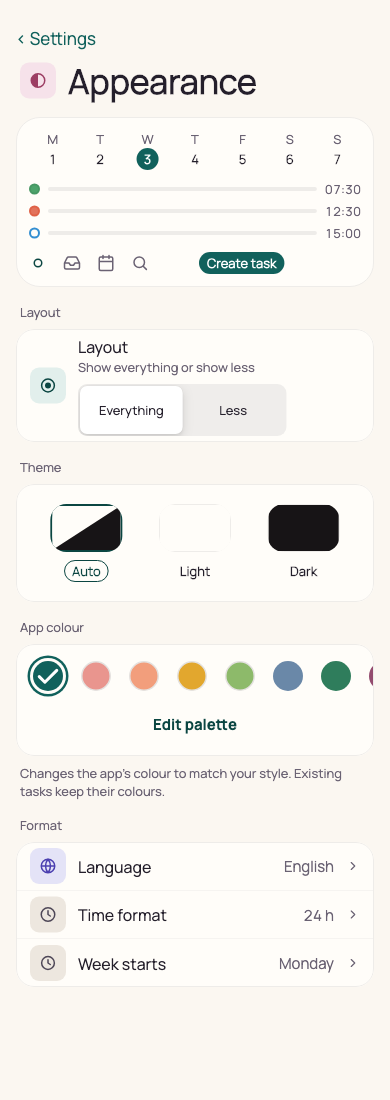 Settings
Appearance
M T W T F S S
1 2 3 4 5 6 7
07:30
12:30
15:00
Create task
Layout
Layout
Show everything or show less
Everything Less
Theme
Auto Light Dark
App colour
Edit palette
Changes the app's colour to match your style. Existing
tasks keep their colours.
Format
Language English
Time format 24 h
Week starts Monday